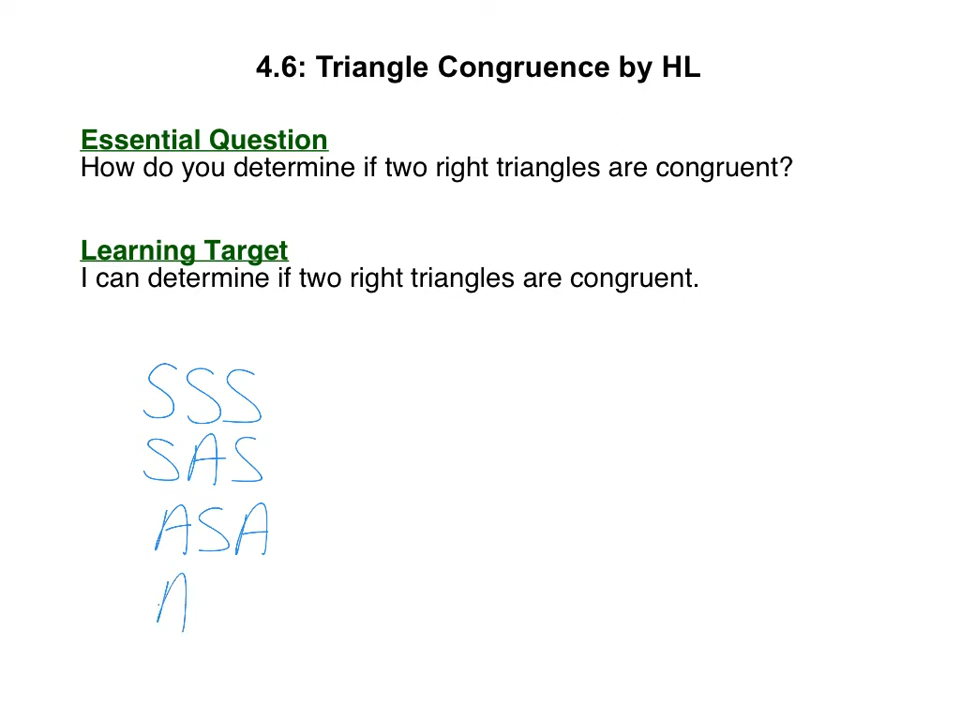 4.6: Triangle Congruence by HL
Essential Question
How do you determine if two right triangles are congruent?
Learning Target
I can determine if two right triangles are congruent.
SSS
SAS
ASA